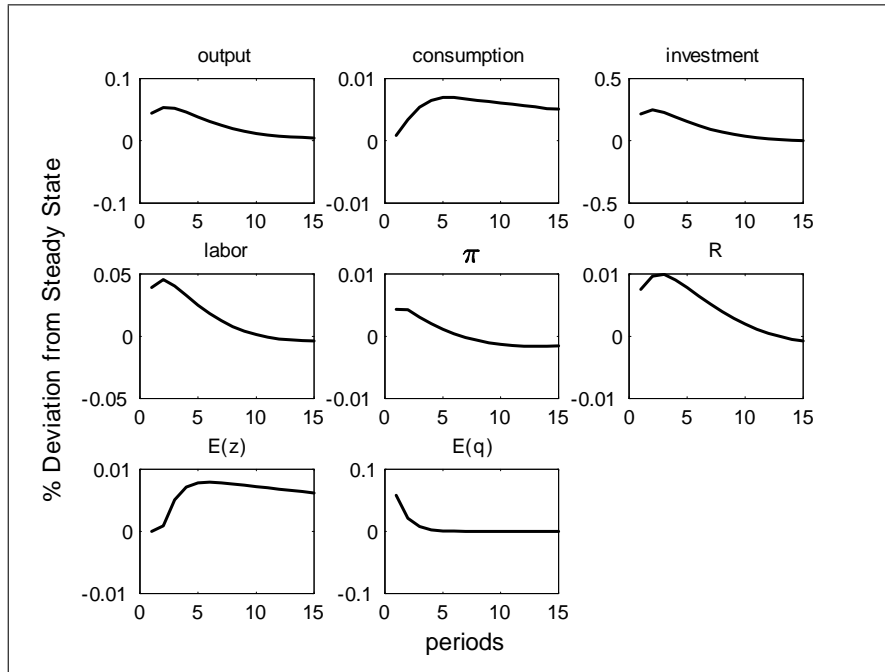 output consumption investment
0.1 0.01 0.5
0 0 0
-0.1 -0.01 -0.5
0 5 10 15 0 5 10 15 0 5 10 15
labor π R
0.05 0.01 0.01
0 0 0
-0.05 -0.01 -0.01
0 5 10 15 0 5 10 15 0 5 10 15
E(z) E(q)
0.01 0.1
0 0
-0.01 -0.1
0 5 10 15 0 5 10 15
periods
% Deviation from Steady State